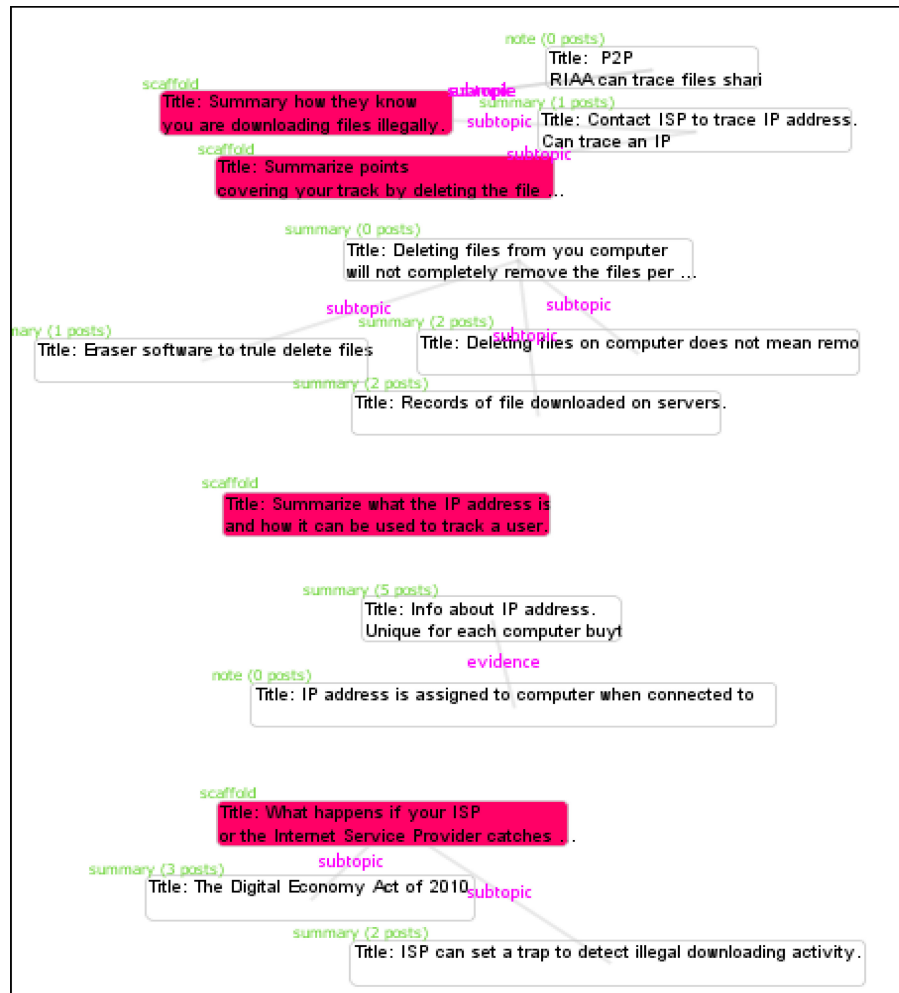 note (0 posts)
Title: P2P
RIAA can trace files shari
scaffold
Title: Summary how they know
you are downloading files illegally.
subtopic
summary (1 posts)
Title: Contact ISP to trace IP address.
Can trace an IP
subtopic
scaffold
Title: Summarize points
covering your track by deleting the file ...
subtopic
summary (0 posts)
Title: Deleting files from you computer
will not completely remove the files per ...
subtopic
subtopic
mary (1 posts)
Title: Eraser software to trule delete files
summary (2 posts)
Title: Deleting files on computer does not mean remo
subtopic
summary (2 posts)
Title: Records of file downloaded on servers.
scaffold
Title: Summarize what the IP address is
and how it can be used to track a user.
summary (5 posts)
Title: Info about IP address.
Unique for each computer buyt
evidence
note (0 posts)
Title: IP address is assigned to computer when connected to
scaffold
Title: What happens if your ISP
or the Internet Service Provider catches ...
subtopic
summary (3 posts)
Title: The Digital Economy Act of 2010
subtopic
summary (2 posts)
Title: ISP can set a trap to detect illegal downloading activity.